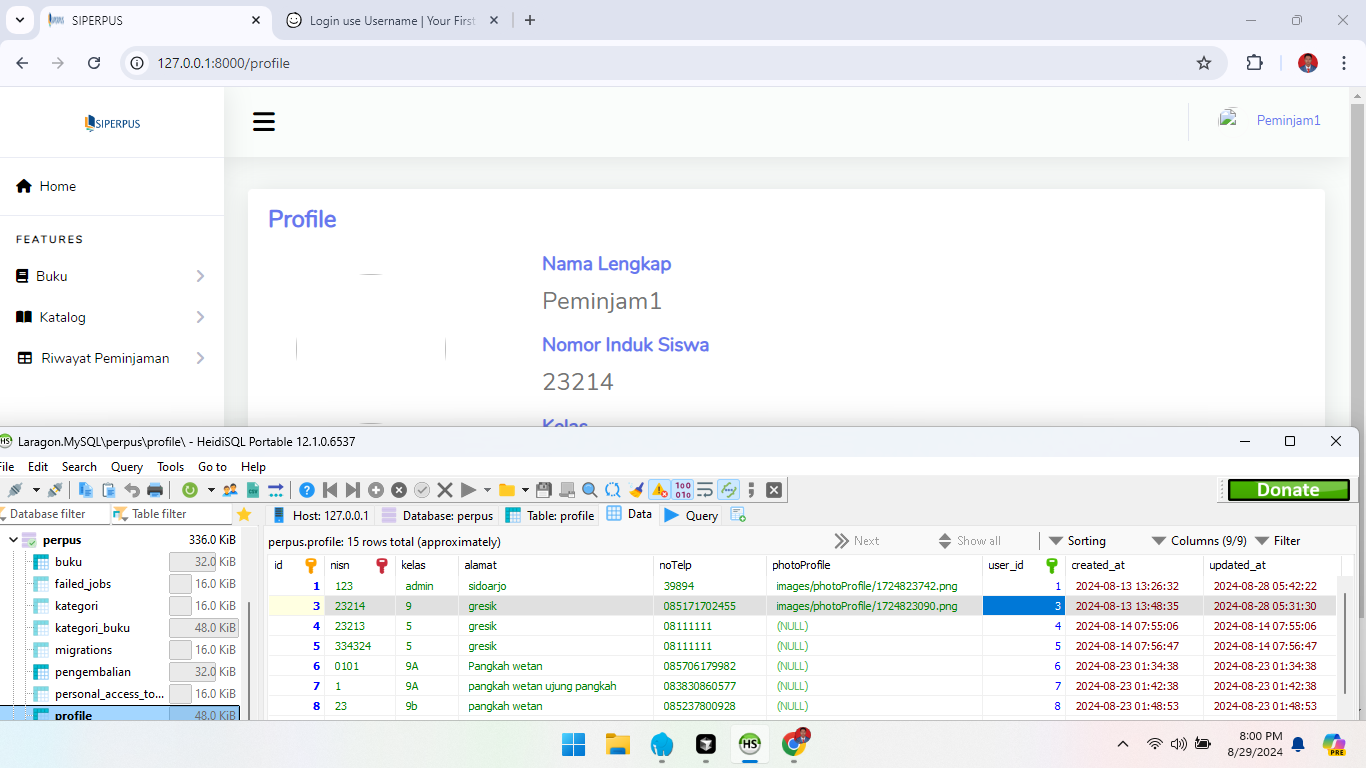 SIPERPUS
Login use Username | Your First
127.0.0.1:8000/profile
SIPERPUS
Peminjam1
Home
FEATURES
Buku
Katalog
Riwayat Peminjaman
Profile
Nama Lengkap
Peminjam1
Nomor Induk Siswa
23214
Kelas
Laragon.MySQL\perpus\profile\ - HeidiSQL Portable 12.1.0.6537
File Edit Search Query Tools Go to Help
Donate
Database filter Table filter
Host: 127.0.0.1 Database: perpus Table: profile Data Query
perpus 336.0 KiB
buku 32.0 KiB
failed_jobs 16.0 KiB
kategori 16.0 KiB
kategori_buku 48.0 KiB
migrations 16.0 KiB
pengembalian 32.0 KiB
personal_access_to... 16.0 KiB
profile 48.0 KiB
perpus.profile: 15 rows total (approximately) Next Show all Sorting Columns (9/9) Filter
id nisn kelas alamat noTelp photoProfile user_id created_at updated_at
1 123 admin sidoarjo 39894 images/photoProfile/1724823742.png 1 2024-08-13 13:26:32 2024-08-28 05:42:22
3 23214 9 gresik 085171702455 images/photoProfile/1724823090.png 3 2024-08-13 13:48:35 2024-08-28 05:31:30
4 23213 5 gresik 08111111 (NULL) 4 2024-08-14 07:55:06 2024-08-14 07:55:06
5 334324 5 gresik 08111111 (NULL) 5 2024-08-14 07:56:47 2024-08-14 07:56:47
6 0101 9A Pangkah wetan 085706179982 (NULL) 6 2024-08-23 01:34:38 2024-08-23 01:34:38
7 1 9A pangkah wetan ujung pangkah 083830860577 (NULL) 7 2024-08-23 01:42:38 2024-08-23 01:42:38
8 23 9b pangkah wetan 085237800928 (NULL) 8 2024-08-23 01:48:53 2024-08-23 01:48:53
HS
8:00 PM
8/29/2024
PRE